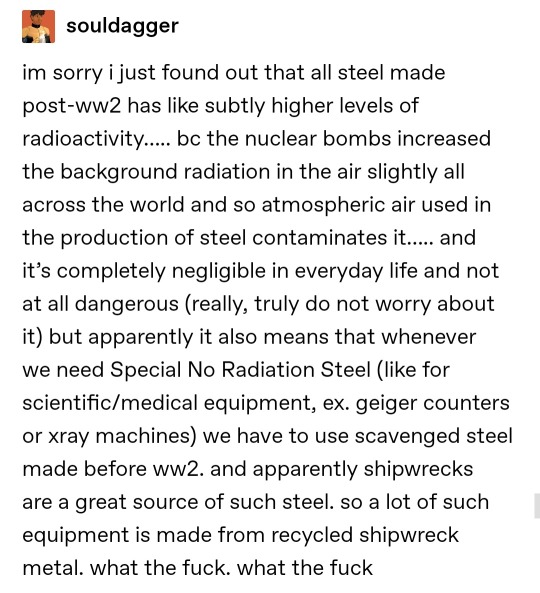 souldagger
im sorry i just found out that all steel made
post-ww2 has like subtly higher levels of
radioactivity..... bc the nuclear bombs increased
the background radiation in the air slightly all
across the world and so atmospheric air used in
the production of steel contaminates it..... and
it’s completely negligible in everyday life and not
at all dangerous (really, truly do not worry about
it) but apparently it also means that whenever
we need Special No Radiation Steel (like for
scientific/medical equipment, ex. geiger counters
or xray machines) we have to use scavenged steel
made before ww2. and apparently shipwrecks
are a great source of such steel. so a lot of such
equipment is made from recycled shipwreck
metal. what the fuck. what the fuck